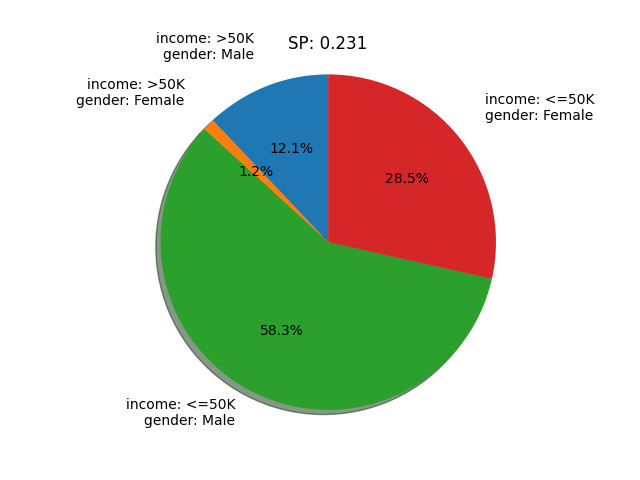 SP: 0.231
income: >50K
gender: Male
income: >50K
gender: Female
income: <=50K
gender: Female
12.1%
1.2%
28.5%
58.3%
income: <=50K
gender: Male